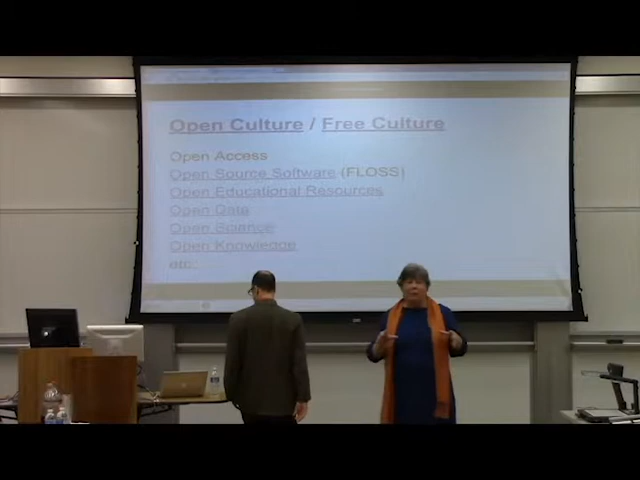 Open Culture / Free Culture
Open Access
Open Source Software (FLOSS)
Open Educational Resources
Open Data
Open Science
Open Knowledge
etc.